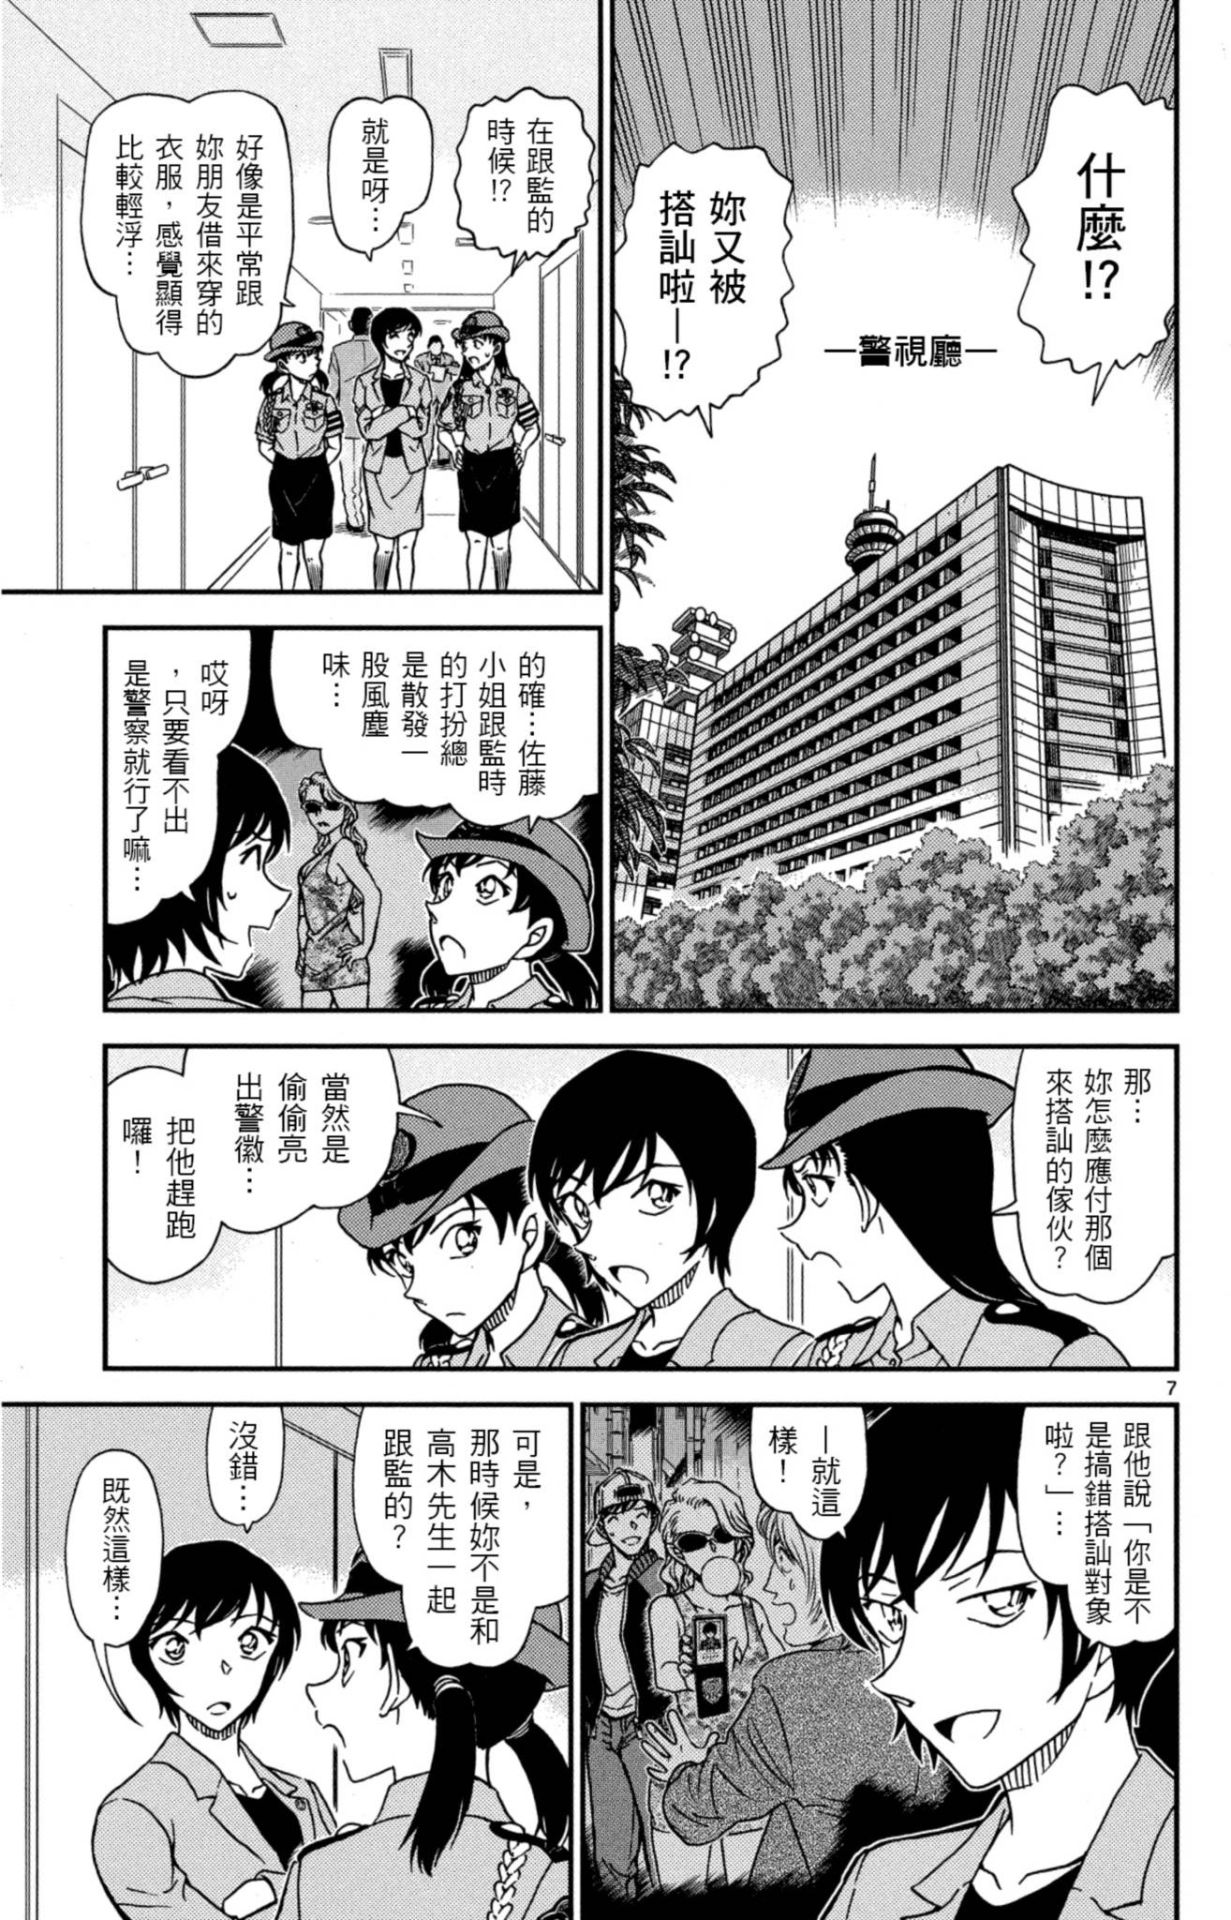 什麼!?
妳又被
搭訕啦—!?
—警視廳—
在跟監的
時候!?
就是呀…
好像是平常跟
妳朋友借來穿的
衣服，感覺顯得
比較輕浮…
的確…佐藤
小姐跟監時
的打扮總
是散發一
股風塵
味…
哎呀
，只要看不出
是警察就行了嘛…
那…
妳怎麼應付那個
來搭訕的傢伙？
當然是
偷偷亮
出警徽…
把他趕跑
囉！
7
跟他說「你是不
是搞錯搭訕對象
啦？」…
—就這
樣！
可是，
那時候妳不是和
高木先生一起
跟監的？
沒錯…
既然這樣…